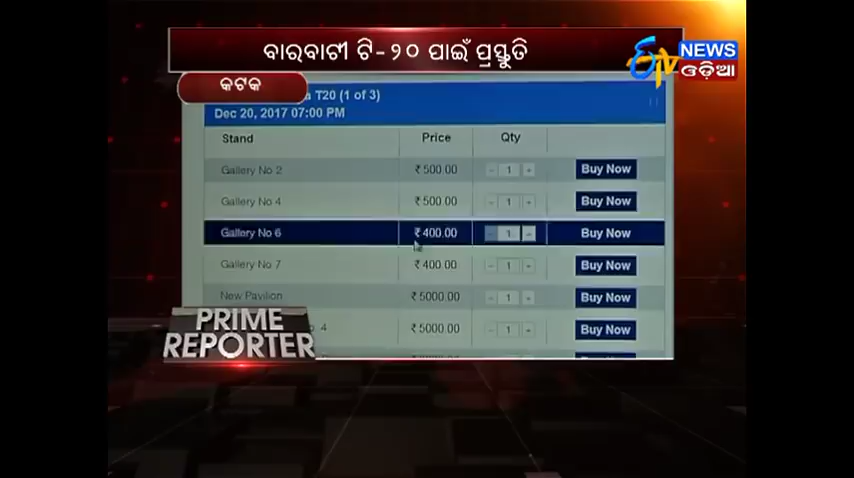 ବାରବାଟୀ ଟି-୨୦ ପାଇଁ ପ୍ରସ୍ତୁତି
ETV NEWS
ଓଡ଼ିଆ
କଟକ
a T20 (1 of 3)
Dec 20, 2017 07:00 PM
Stand Price Qty
Gallery No 2 ₹500.00 - 1 + Buy Now
Gallery No 4 ₹500.00 - 1 + Buy Now
Gallery No 6 ₹400.00 - 1 + Buy Now
Gallery No 7 ₹400.00 - 1 + Buy Now
New Pavilion ₹5000.00 - 1 + Buy Now
o. 4 ₹5000.00 - 1 + Buy Now
PRIME
REPORTER